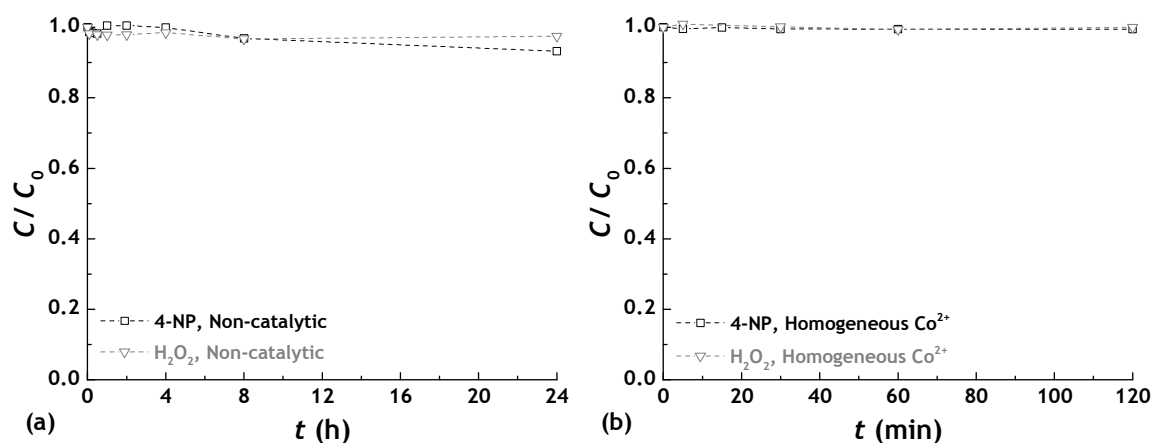 1.0
0.8
0.6
0.4
0.2
0.0
C/ C₀
4-NP, Non-catalytic
H₂O₂, Non-catalytic
0 4 8 12 16 20 24
(a)
t (h)
1.0
0.8
0.6
0.4
0.2
0.0
C/ C₀
4-NP, Homogeneous Co²⁺
H₂O₂, Homogeneous Co²⁺
0 20 40 60 80 100 120
(b)
t (min)